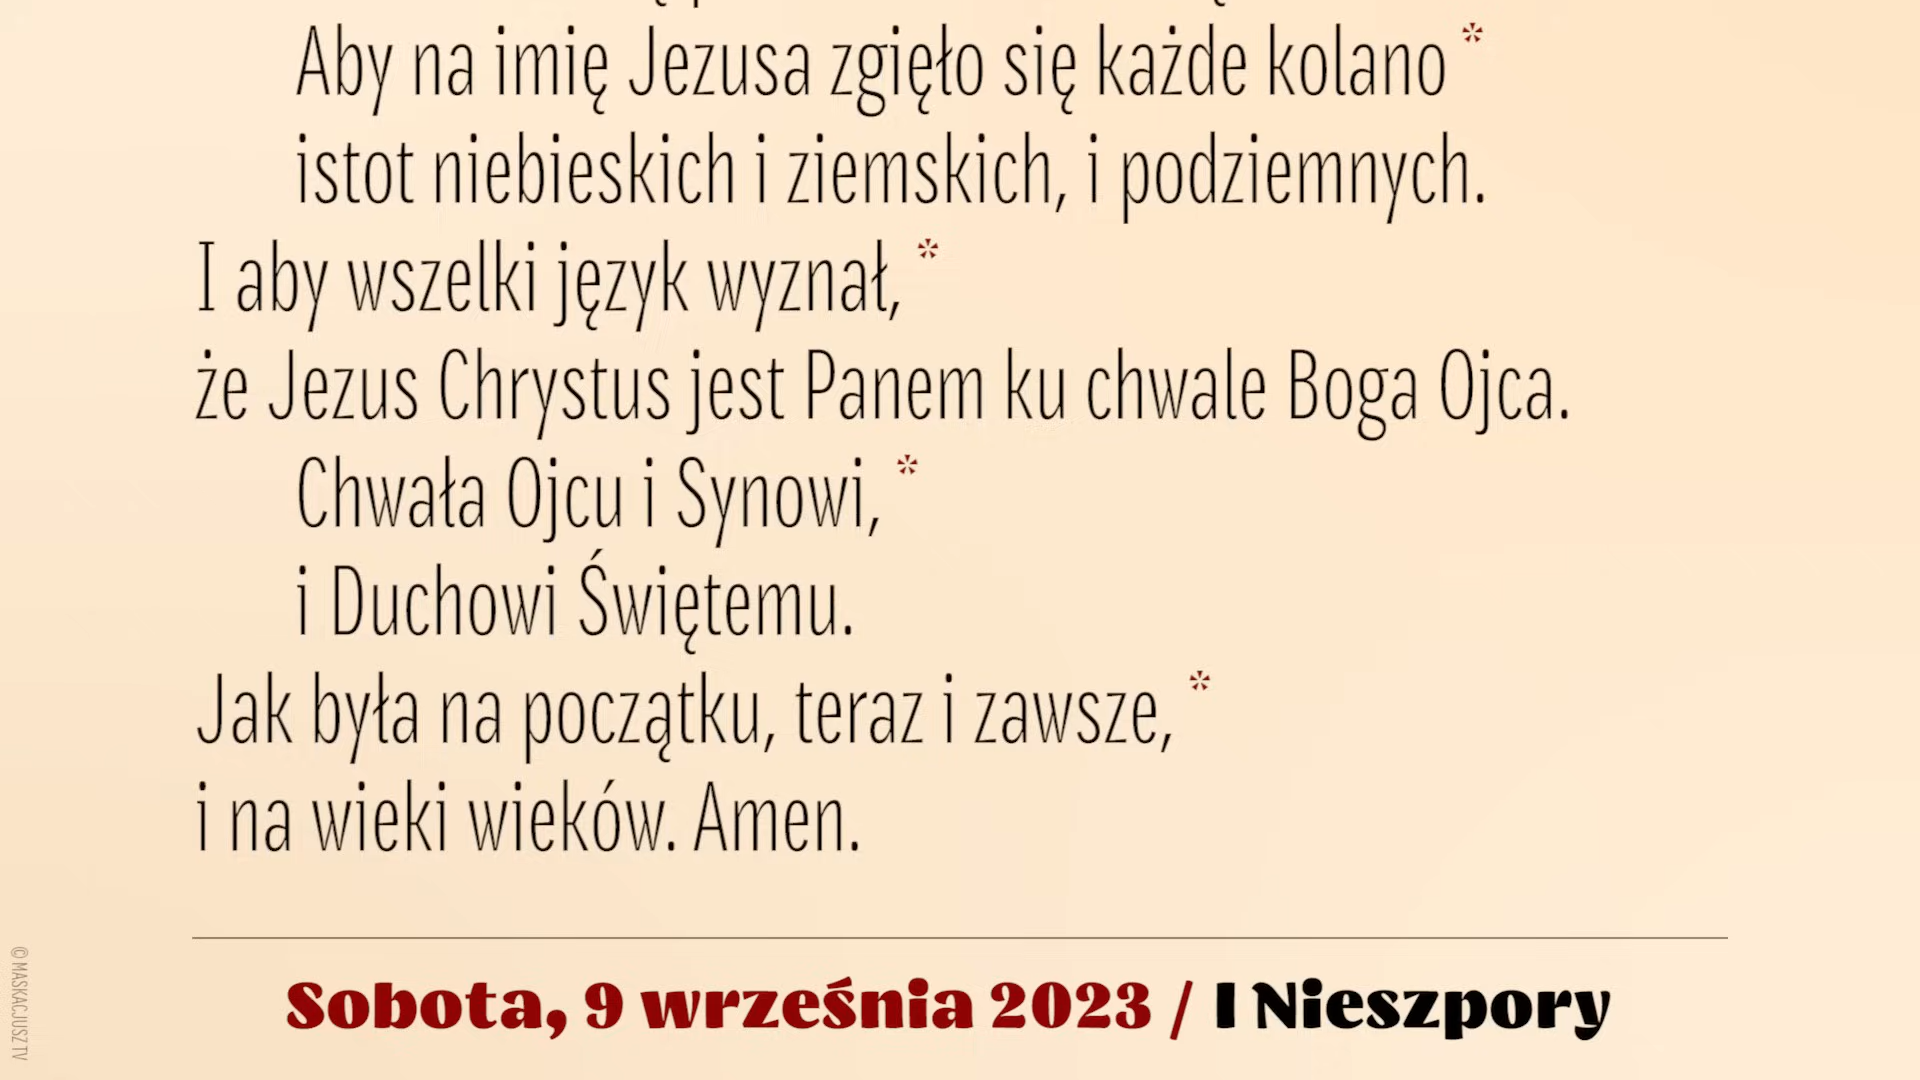 Aby na imię Jezusa zgięło się każde kolano *
istot niebieskich i ziemskich, i podziemnych.
I aby wszelki język wyznał, *
że Jezus Chrystus jest Panem ku chwale Boga Ojca.
Chwała Ojcu i Synowi, *
i Duchowi Świętemu.
Jak była na początku, teraz i zawsze, *
i na wieki wieków. Amen.
Sobota, 9 września 2023 / I Nieszpory
© MASKACJUSZ TV